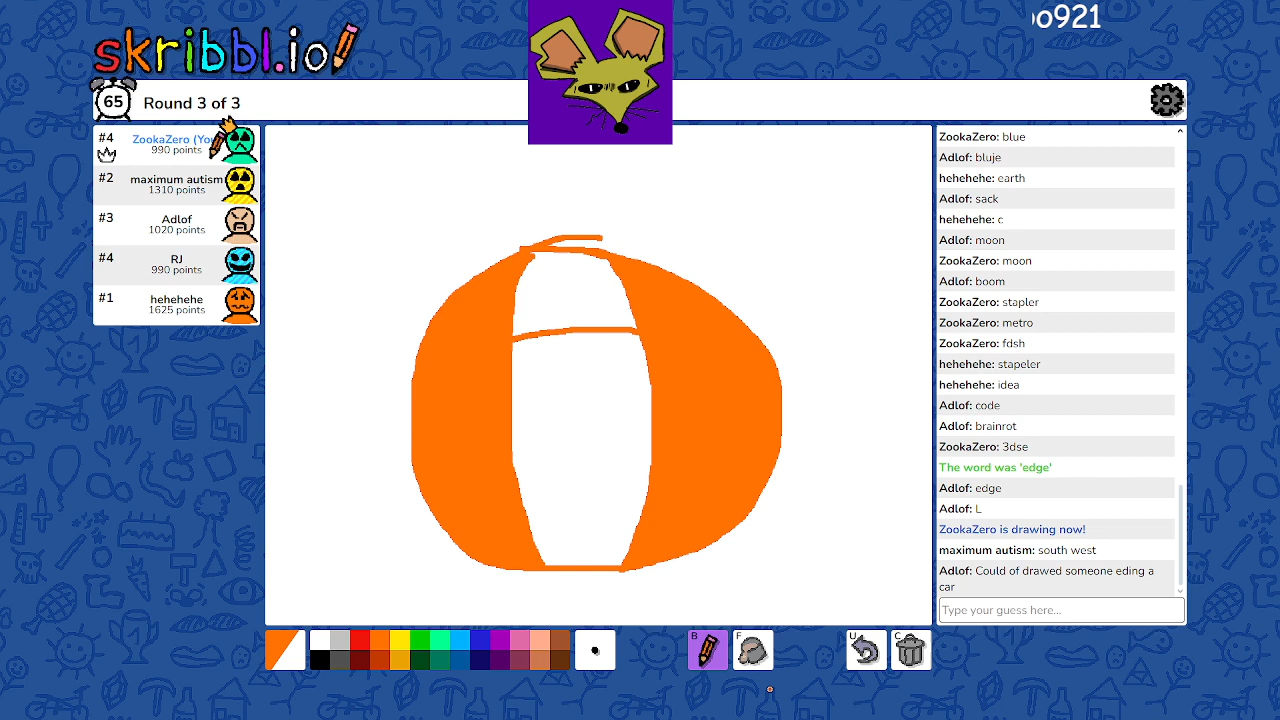 o921
skribbl.io
65
Round 3 of 3
#4 ZookaZero (You)
990 points
#2 maximum autism
1310 points
#3 Adlof
1020 points
#4 RJ
990 points
#1 hehehehe
1625 points
ZookaZero: blue
Adlof: bluje
hehehehe: earth
Adlof: sack
hehehehe: c
Adlof: moon
ZookaZero: moon
Adlof: boom
ZookaZero: stapler
ZookaZero: metro
ZookaZero: fdsh
hehehehe: stapeler
hehehehe: idea
Adlof: code
Adlof: brainrot
ZookaZero: 3dse
The word was 'edge'
Adlof: edge
Adlof: L
ZookaZero is drawing now!
maximum autism: south west
Adlof: Could of drawed someone eding a
car
Type your guess here...
B
F
U
C